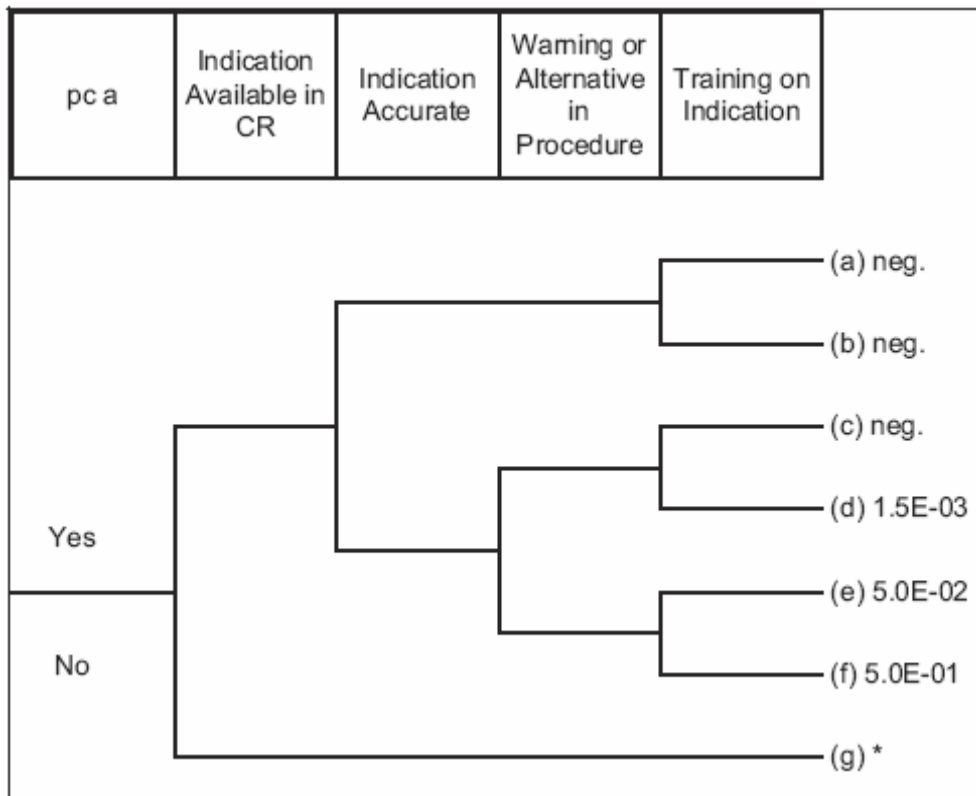 pc a
Indication
Available in
CR
Indication
Accurate
Warning or
Alternative
in
Procedure
Training on
Indication
(a) neg.
(b) neg.
(c) neg.
(d) 1.5E-03
Yes
(e) 5.0E-02
No
(f) 5.0E-01
(g) *